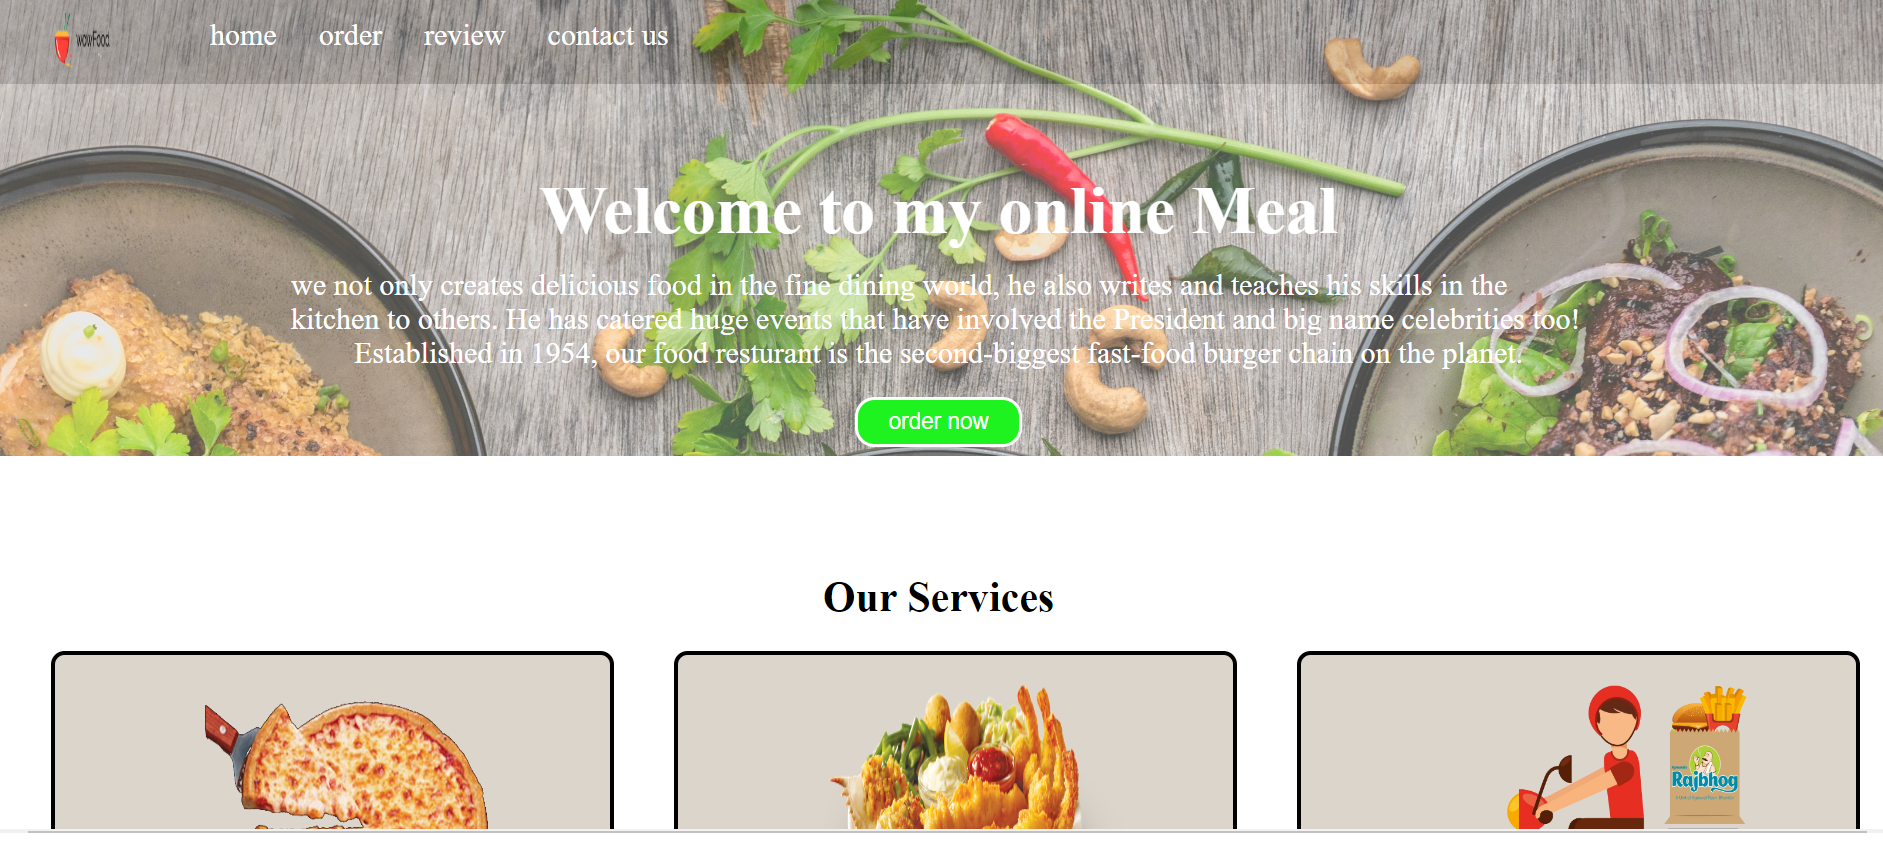 wowFood
home order review contact us
Welcome to my online Meal
we not only creates delicious food in the fine dining world, he also writes and teaches his skills in the
kitchen to others. He has catered huge events that have involved the President and big name celebrities too!
Established in 1954, our food resturant is the second-biggest fast-food burger chain on the planet.
order now
Our Services
Rajbhog